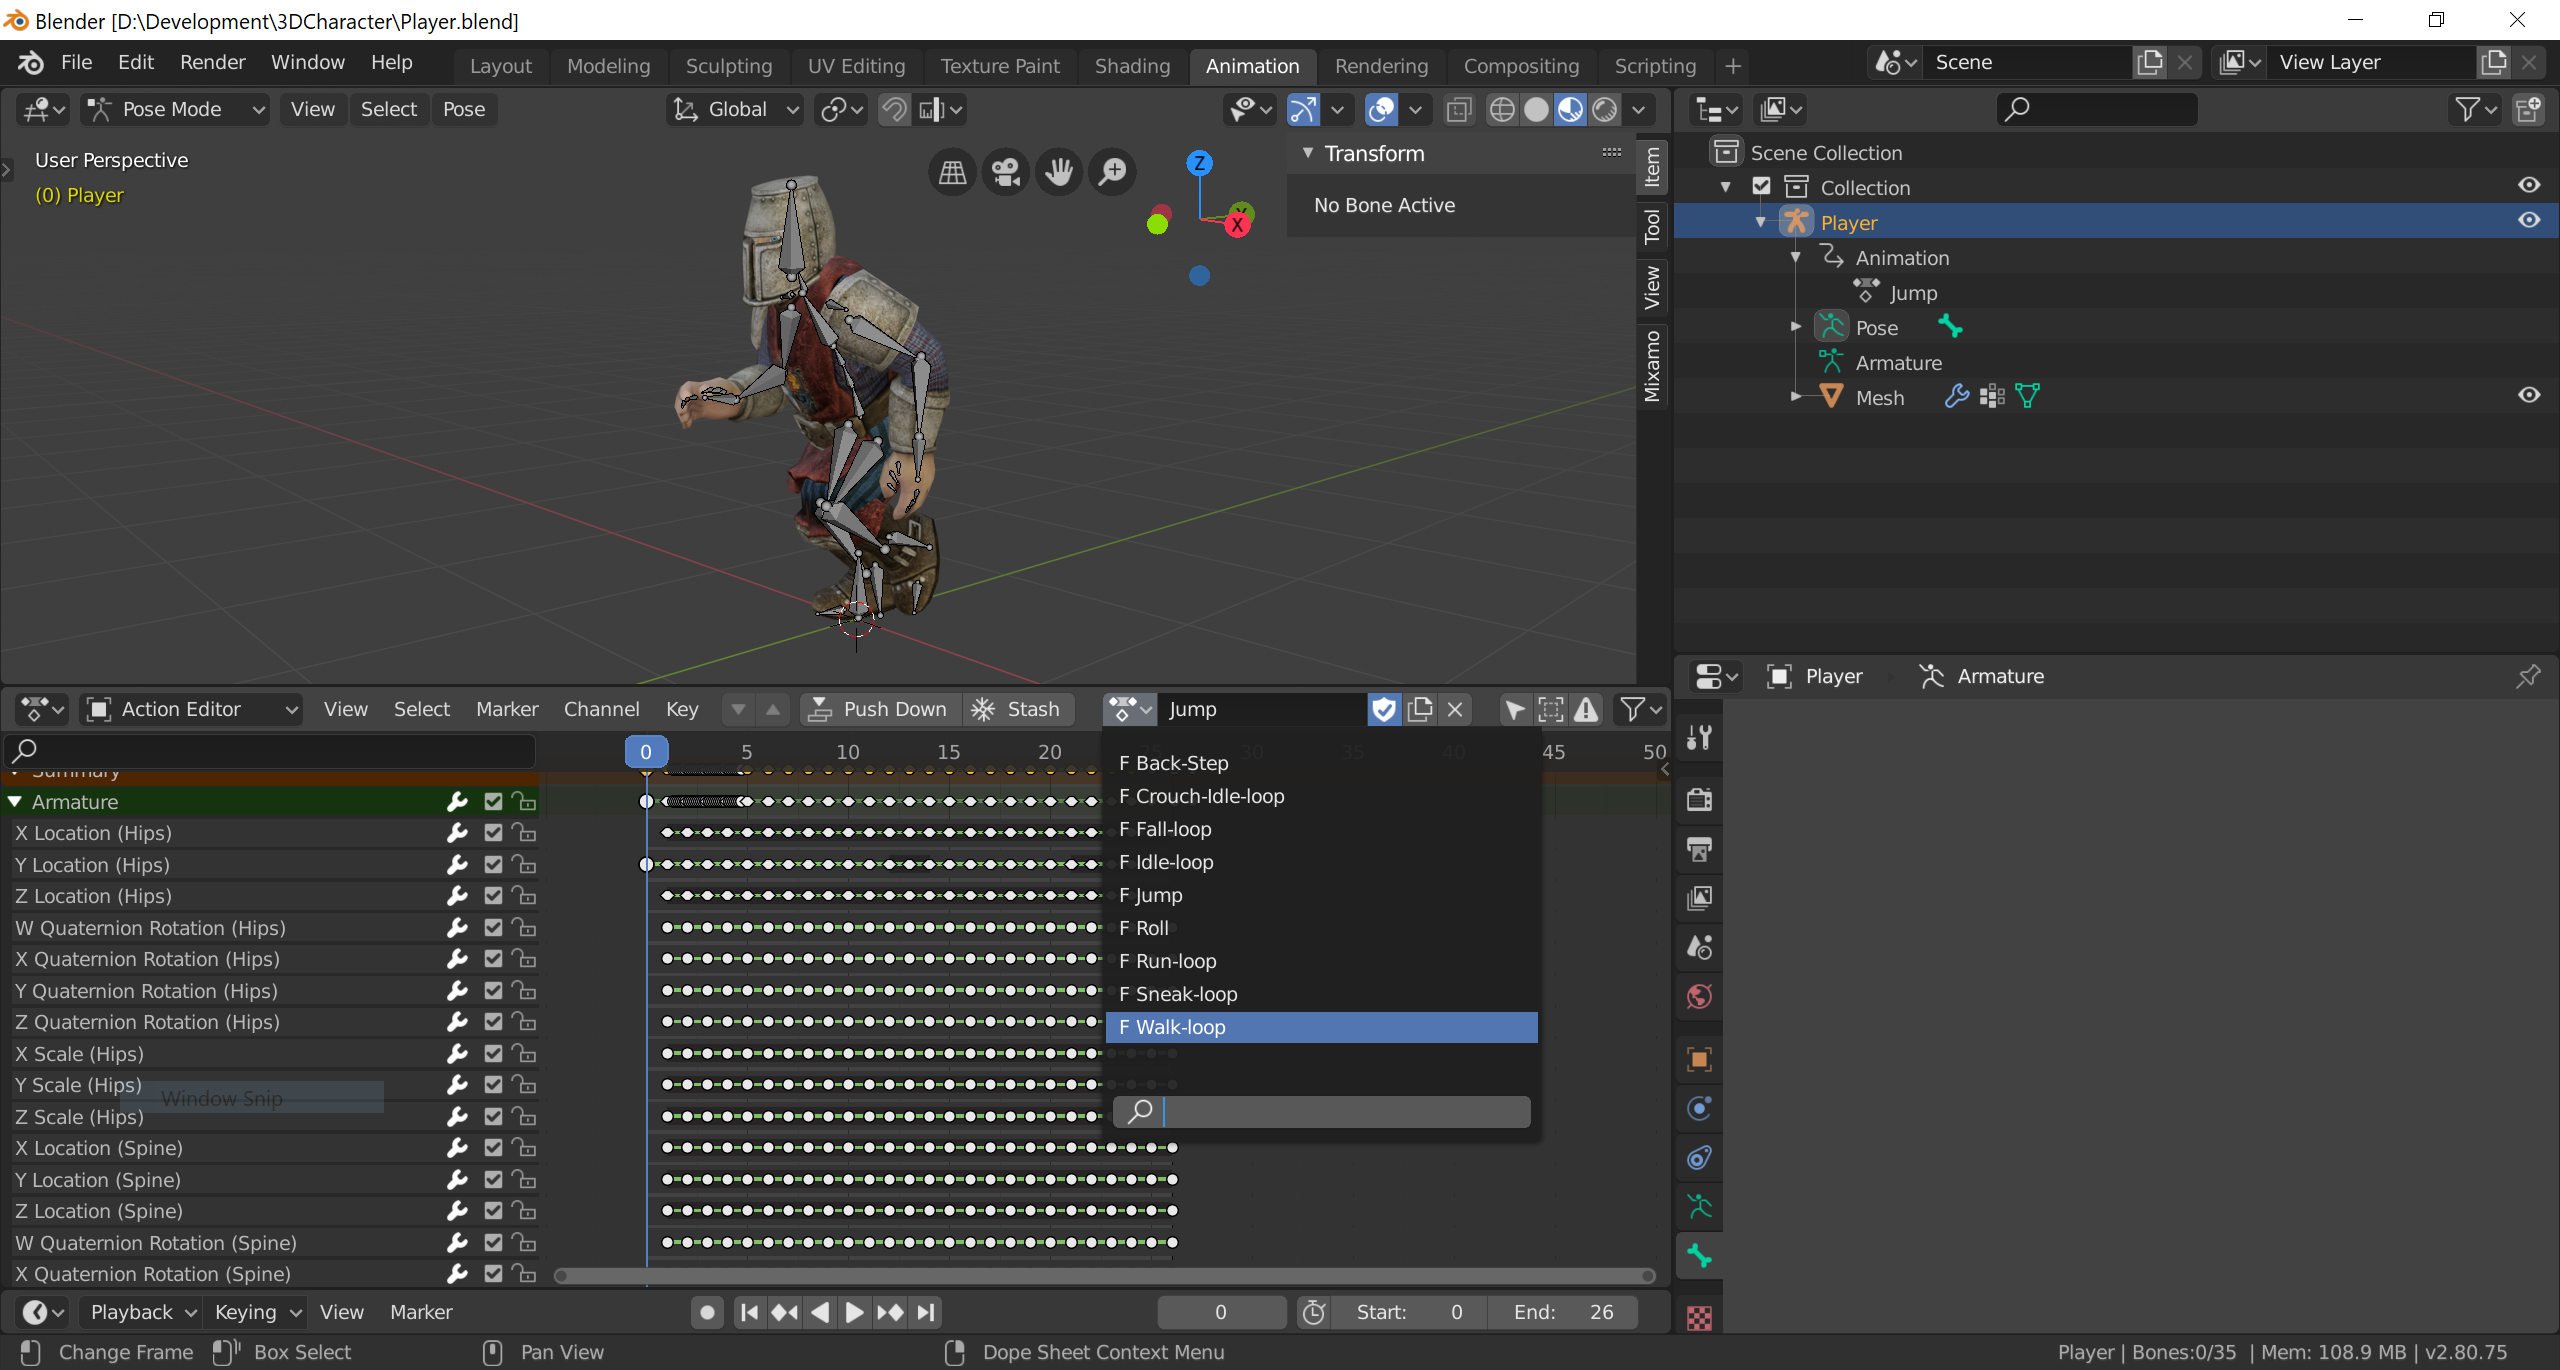 Blender [D:\Development\3DCharacter\Player.blend]
File Edit Render Window Help Layout Modeling Sculpting UV Editing Texture Paint Shading Animation Rendering Compositing Scripting + Scene View Layer
Pose Mode View Select Pose Global
User Perspective
(0) Player
Z
Y
X
Transform
No Bone Active
Item
Tool
View
Mixamo
Scene Collection
Collection
Player
Animation
Jump
Pose
Armature
Mesh
Player Armature
Action Editor View Select Marker Channel Key Push Down Stash Jump
0 5 10 15 20 25 30 35 40 45 50
Summary
Armature
X Location (Hips)
Y Location (Hips)
Z Location (Hips)
W Quaternion Rotation (Hips)
X Quaternion Rotation (Hips)
Y Quaternion Rotation (Hips)
Z Quaternion Rotation (Hips)
X Scale (Hips)
Y Scale (Hips)
Window Snip
Z Scale (Hips)
X Location (Spine)
Y Location (Spine)
Z Location (Spine)
W Quaternion Rotation (Spine)
X Quaternion Rotation (Spine)
F Back-Step
F Crouch-Idle-loop
F Fall-loop
F Idle-loop
F Jump
F Roll
F Run-loop
F Sneak-loop
F Walk-loop
Playback Keying View Marker 0 Start: 0 End: 26
Change Frame Box Select Pan View Dope Sheet Context Menu Player | Bones:0/35 | Mem: 108.9 MB | v2.80.75